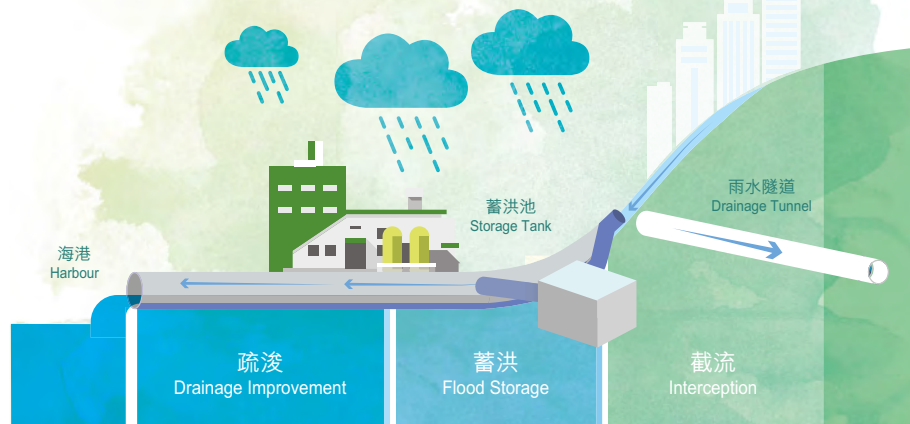 雨水隧道
Drainage Tunnel
蓄洪池
Storage Tank
海港
Harbour
疏浚
Drainage Improvement
蓄洪
Flood Storage
截流
Interception